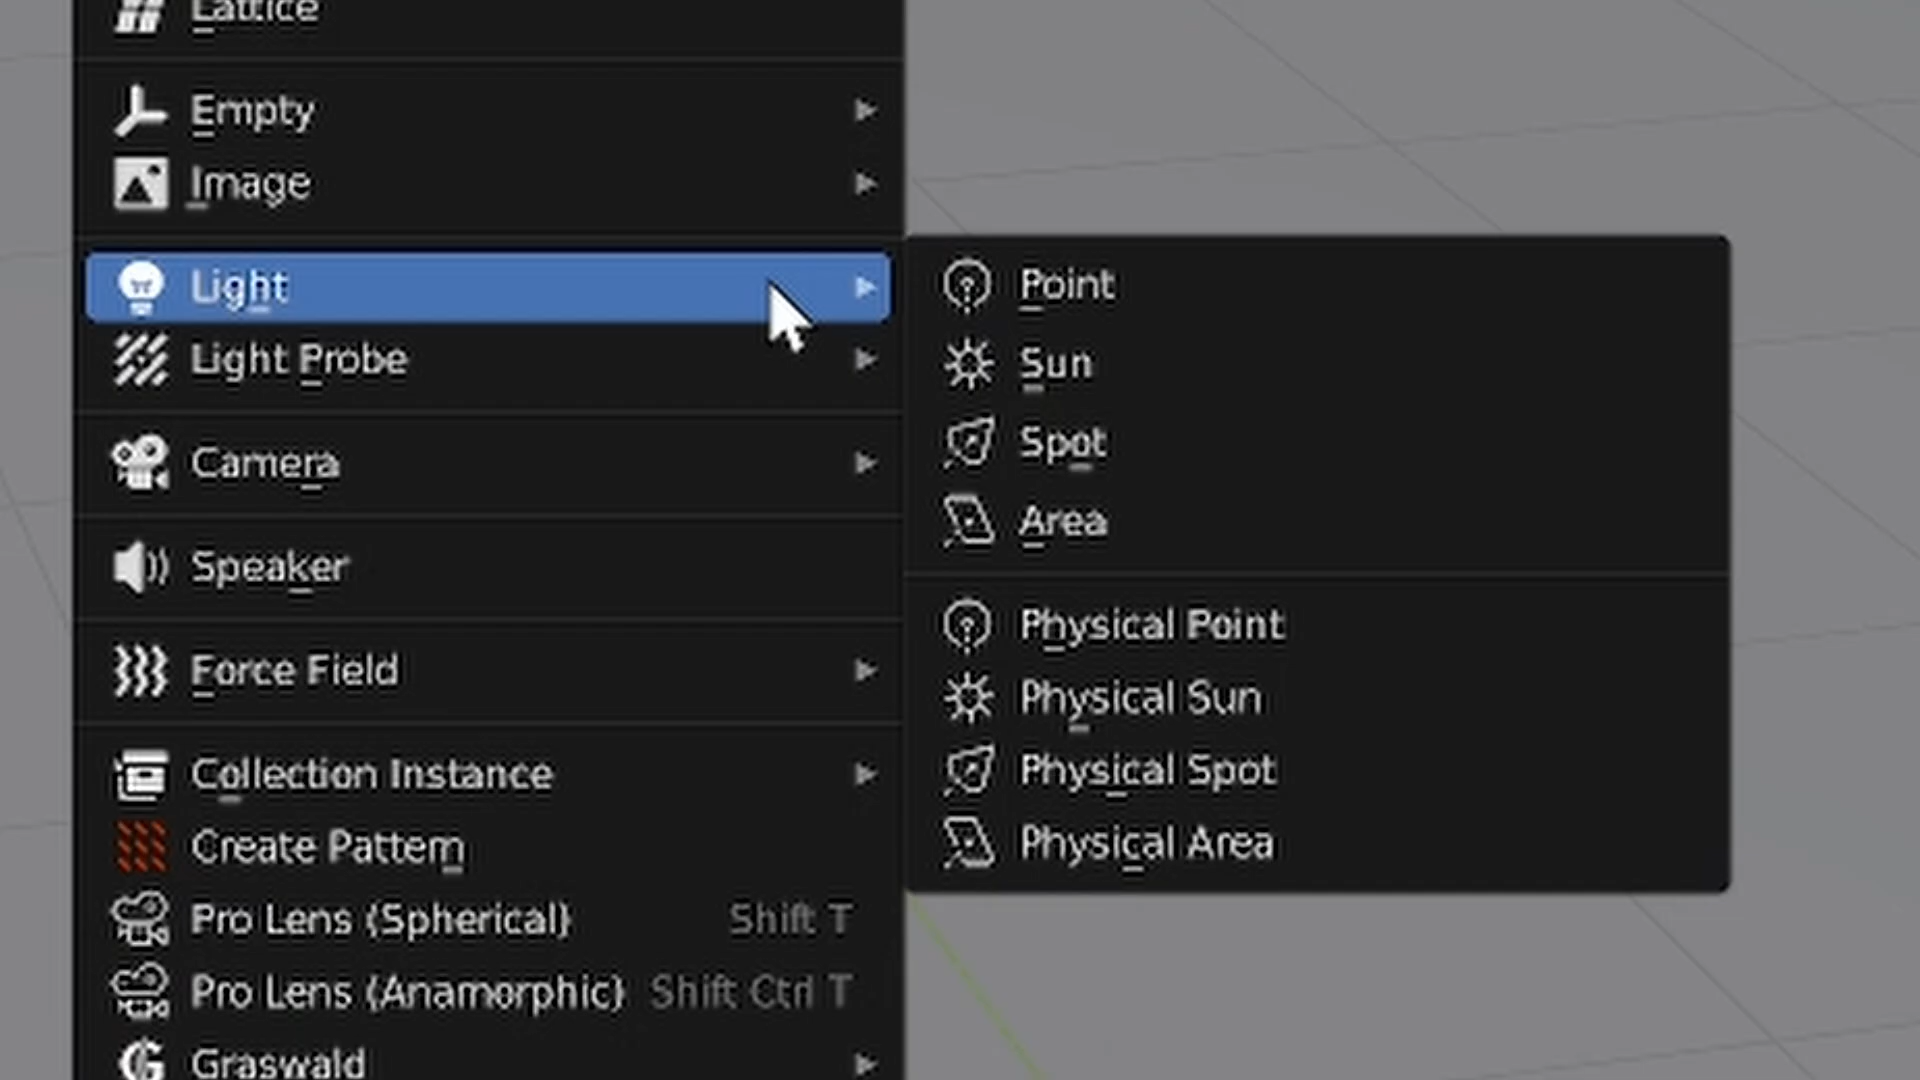 Lattice
Empty
Image
Light
Light Probe
Camera
Speaker
Force Field
Collection Instance
Create Pattern
Pro Lens (Spherical) Shift T
Pro Lens (Anamorphic) Shift Ctrl T
Graswald
Point
Sun
Spot
Area
Physical Point
Physical Sun
Physical Spot
Physical Area